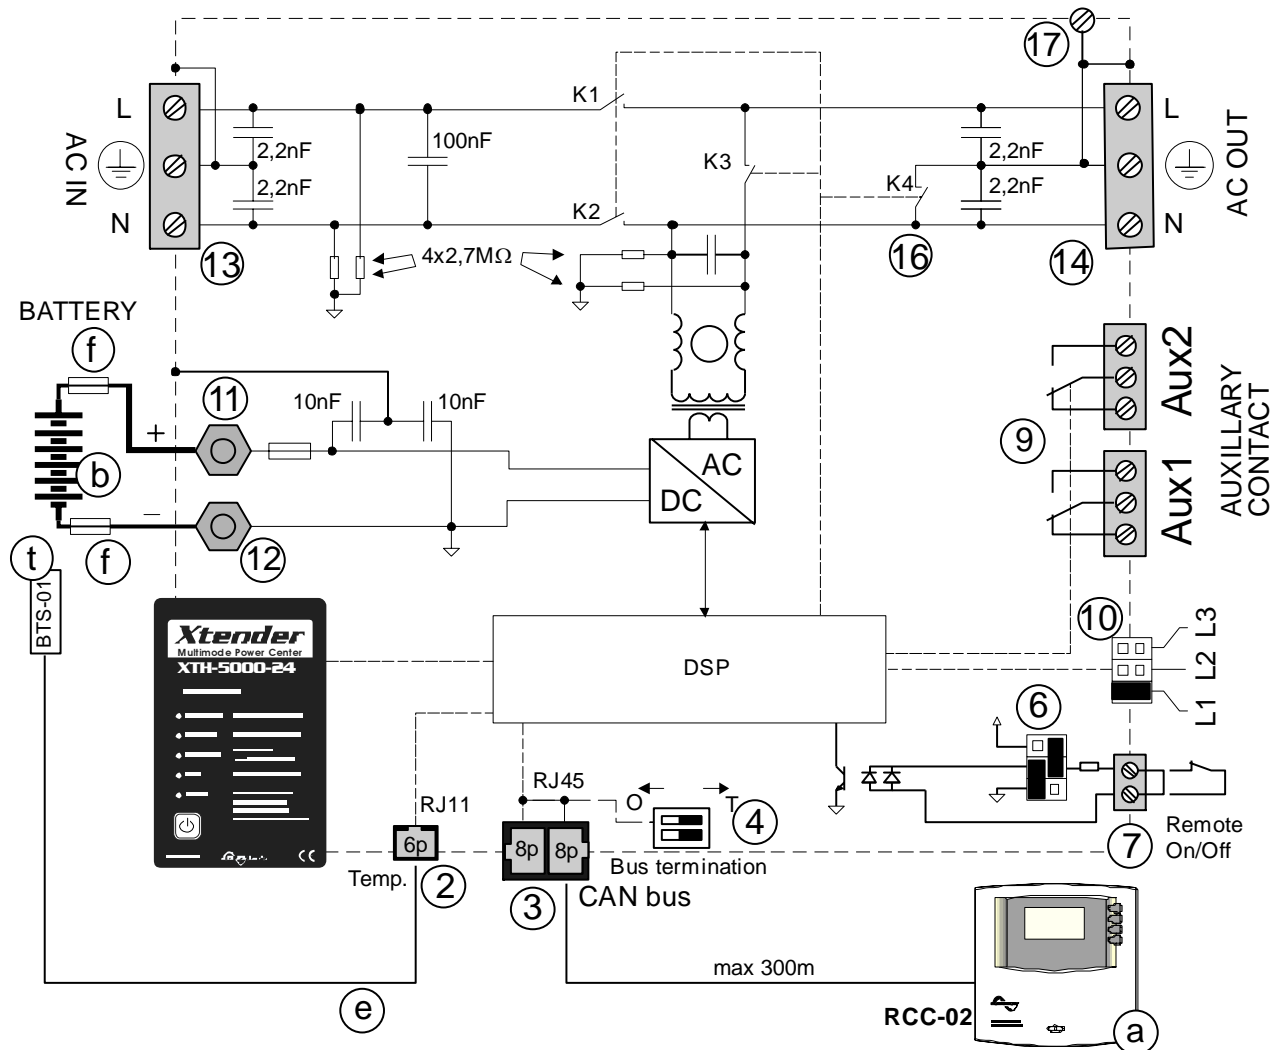 17
L
AC IN
N
13
2,2nF
2,2nF
100nF
K1
K2
K3
K4
4x2,7MΩ
16
2,2nF
2,2nF
L
AC OUT
N
14
BATTERY
f
11
10nF
10nF
+
b
−
f
12
AC
DC
Aux2
9
Aux1
AUXILLARY
CONTACT
t
BTS-01
Xtender
Multimode Power Center
XTH-5000-24
DSP
10
L3
L2
L1
6
RJ45
O
T
4
RJ11
6p
8p
8p
Bus termination
7
Remote
On/Off
Temp.
2
3
CAN bus
CE
max 300m
e
RCC-02
a